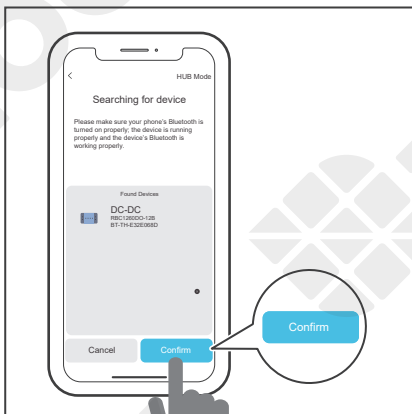 HUB Mode
Searching for device
Please make sure your phone's Bluetooth is
turned on properly; the device is running
properly and the device's Bluetooth is
working properly.
Found Devices
DC-DC
RBC1260DO-12B
BT-TH-E32E068D
Cancel
Confirm
Confirm